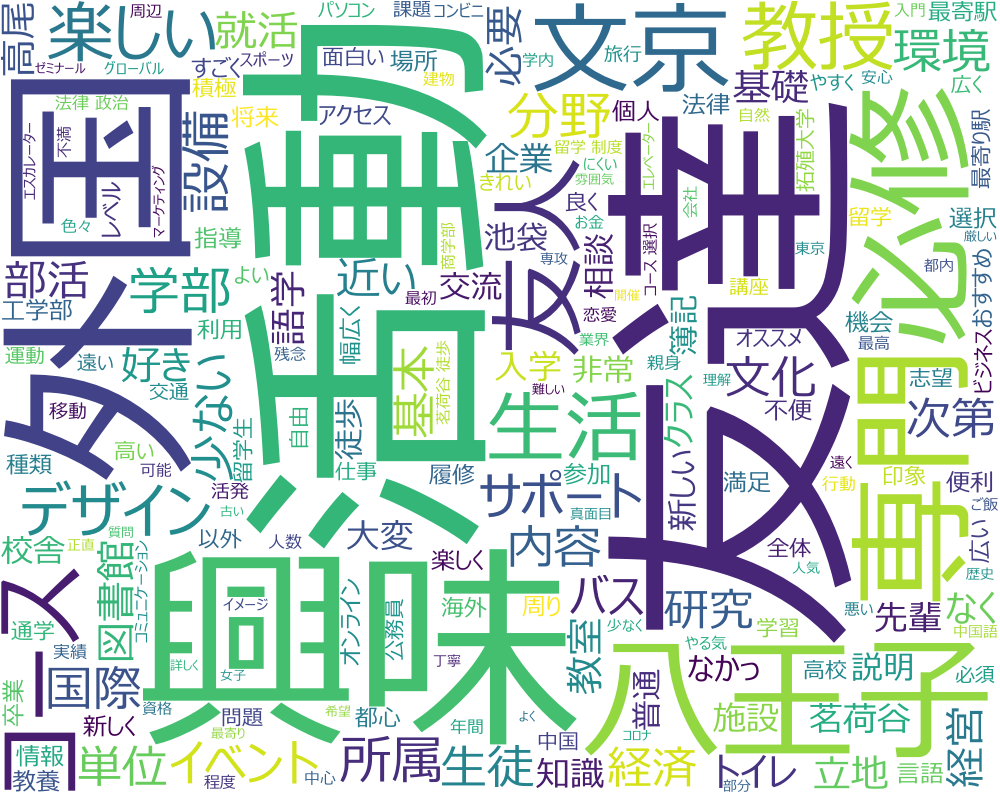 高尾
楽しい
周辺
ゼミナール
グローバル
パソコン
課題
コンビニ
就活
すごく
スポーツ
面白い
場所
積極
建物
必要
学内
旅行
文京
教授
入門
最寄駅
環境
やすく
安心
広く
国
法律 政治
エスカレーター
不満
レベル
マーケティング
色々
設備
将来
アクセス
活動
分野
個人
法律
基礎
企業
留学 制度
にくい
雰囲気
エレベーター
自然
拓殖大学
必修
最寄り駅
きれい
良く
お金
会社
留学
選択
厳しい
部活
学部
指導
よい
近い
語学
交流
商学部
池袋
専攻
友人
相談
コース 選択
発達
東京
講座
都内
おすすめ
工学部
外
利用
最初
恋愛
開催
簿記
オススメ
機会
最高
ビジネス
運動
遠い
交通
好き
残念
幅広く
自由
徒歩
基本
茗荷谷 徒歩
入学
難しい
業界
非常
親身
理解
文化
不便
専門
志望
次第
移動
高い
可能
種類
少ない
留学生
仕事
履修
生活
参加
クラス
新しい
満足
遠く
行動
印象
便利
ご飯
デザイン
活発
古い
質問
正直
以外
人数
大変
サポート
真面目
内容
友達
全体
人気
広い
歴史
校舎
図書館
コミュニケーション
通学
実績
イメージ
興味
詳しく
女子
オンライン
公務員
楽しく
海外
丁寧
周り
バス
少なく
研究
学習
やる気
悪い
先輩
なく
中国語
国際
卒業
新しく
資格
問題
希望
最寄り
都心
年間
よく
中国
コロナ
教室
普通
八王子
なかっ
施設
高校
説明
茗荷谷
必須
情報
教養
単位
イベント
程度
中心
所属
生徒
知識
経済
トイレ
部分
立地
言語
経営